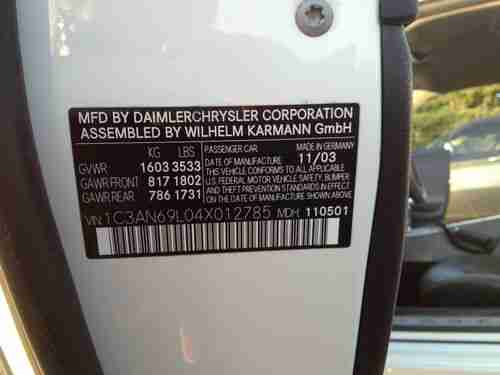 MFD BY DAIMLERCHRYSLER CORPORATION
ASSEMBLED BY WILHELM KARMANN GmbH
KG LBS
GVWR 1603 3533
GAWR FRONT 817 1802
GAWR REAR 786 1731
PASSENGER CAR MADE IN GERMANY
DATE OF MANUFACTURE 11/03
THIS VEHICLE CONFORMS TO ALL APPLICABLE
U.S. FEDERAL MOTOR VEHICLE SAFETY, BUMPER,
AND THEFT PREVENTION STANDARDS IN EFFECT
ON THE DATE OF MANUFACTURE SHOWN ABOVE
VIN: 1C3AN69L04X012785 MDH: 110501